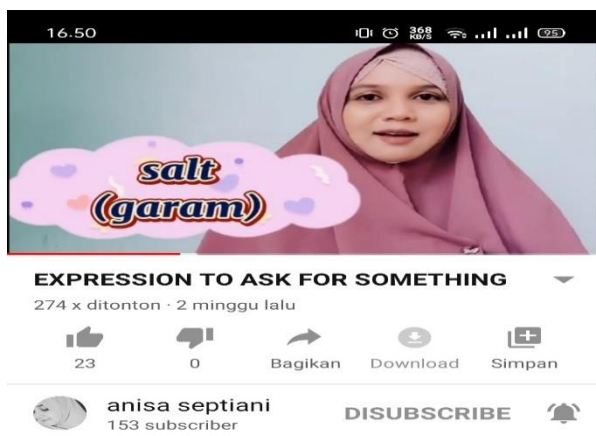 16.50 368 KB/S 95
salt
(garam)
EXPRESSION TO ASK FOR SOMETHING
274 x ditonton · 2 minggu lalu
23 0 Bagikan Download Simpan
anisa septiani DISUBSCRIBE
153 subscriber